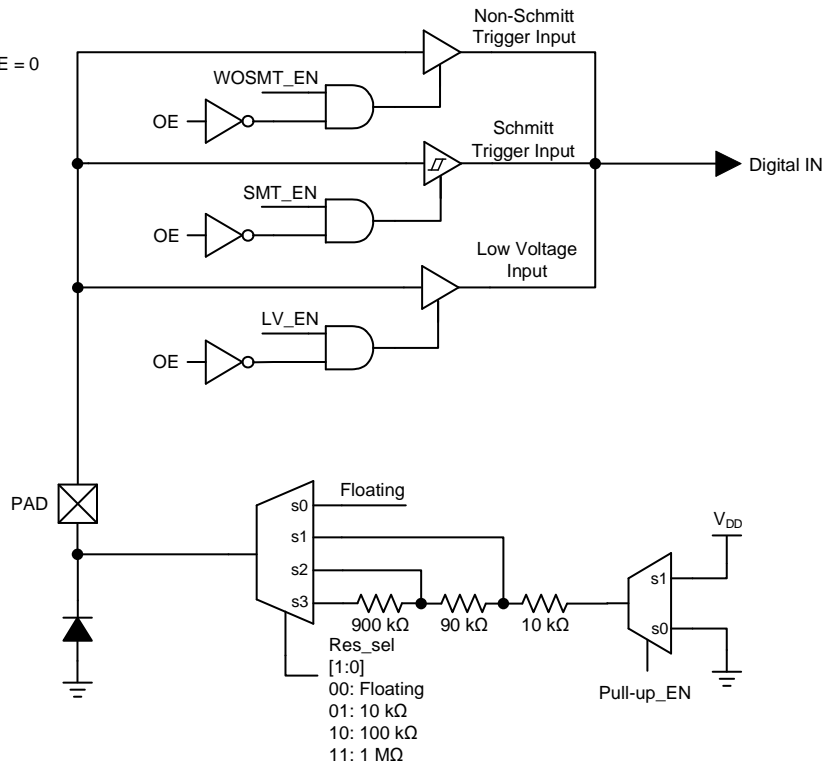 Non-Schmitt
Trigger Input
E = 0
WOSMT_EN
OE
Schmitt
Trigger Input
Digital IN
SMT_EN
OE
Low Voltage
Input
LV_EN
OE
PAD
Floating
s0
s1
s2
s3
900 kΩ
90 kΩ
10 kΩ
VDD
s1
s0
Pull-up_EN
Res_sel
[1:0]
00: Floating
01: 10 kΩ
10: 100 kΩ
11: 1 MΩ